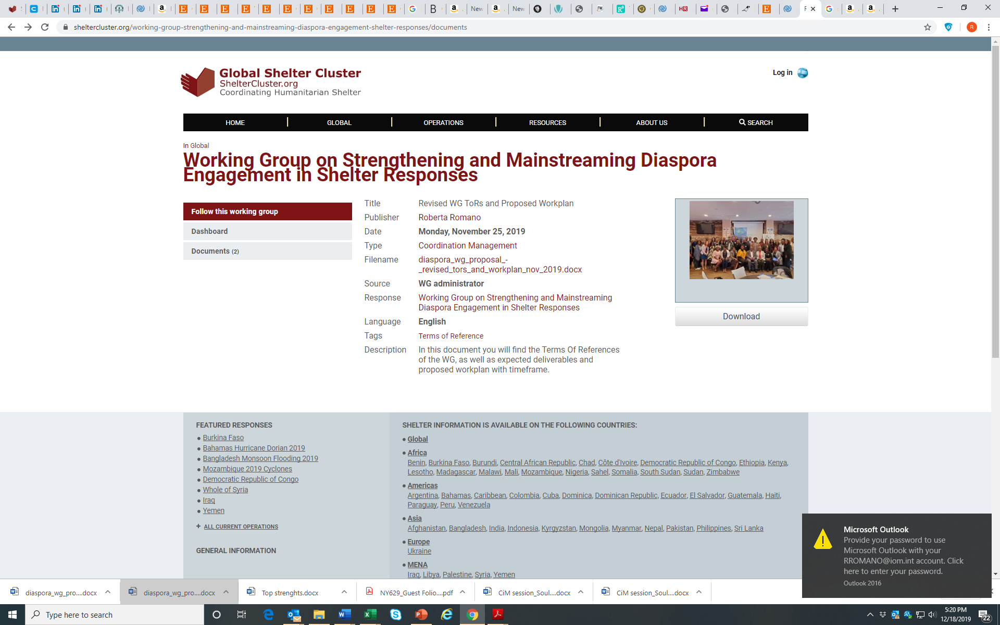 New
New
sheltercluster.org/working-group-strengthening-and-mainstreaming-diaspora-engagement-shelter-responses/documents
R
Global Shelter Cluster
ShelterCluster.org
Coordinating Humanitarian Shelter
Log in
HOME
GLOBAL
OPERATIONS
RESOURCES
ABOUT US
SEARCH
In Global
Working Group on Strengthening and Mainstreaming Diaspora
Engagement in Shelter Responses
Follow this working group
Dashboard
Documents (2)
Title Revised WG ToRs and Proposed Workplan
Publisher Roberta Romano
Date Monday, November 25, 2019
Type Coordination Management
Filename diaspora_wg_proposal_-
_revised_tors_and_workplan_nov_2019.docx
Source WG administrator
Response Working Group on Strengthening and Mainstreaming
Diaspora Engagement in Shelter Responses
Language English
Tags Terms of Reference
Description In this document you will find the Terms Of References
of the WG, as well as expected deliverables and
proposed workplan with timeframe.
Download
FEATURED RESPONSES
Burkina Faso
Bahamas Hurricane Dorian 2019
Bangladesh Monsoon Flooding 2019
Mozambique 2019 Cyclones
Democratic Republic of Congo
Whole of Syria
Iraq
Yemen
+ ALL CURRENT OPERATIONS
GENERAL INFORMATION
SHELTER INFORMATION IS AVAILABLE ON THE FOLLOWING COUNTRIES:
Global
Africa
Benin, Burkina Faso, Burundi, Central African Republic, Chad, Côte d'Ivoire, Democratic Republic of Congo, Ethiopia, Kenya,
Lesotho, Madagascar, Malawi, Mali, Mozambique, Nigeria, Sahel, Somalia, South Sudan, Sudan, Zimbabwe
Americas
Argentina, Bahamas, Caribbean, Colombia, Cuba, Dominica, Dominican Republic, Ecuador, El Salvador, Guatemala, Haiti,
Paraguay, Peru, Venezuela
Asia
Afghanistan, Bangladesh, India, Indonesia, Kyrgyzstan, Mongolia, Myanmar, Nepal, Pakistan, Philippines, Sri Lanka
Europe
Ukraine
MENA
Iraq, Libya, Palestine, Syria, Yemen
Microsoft Outlook
Provide your password to use
Microsoft Outlook with your
RROMANO@iom.int account. Click
here to enter your password.
Outlook 2016
diaspora_wg_pro....docx
diaspora_wg_pro....docx
Top strenghts.docx
NY629_Guest Folio....pdf
CiM session_Soul....docx
CiM session_Soul....docx
Type here to search
5:20 PM
12/18/2019
22